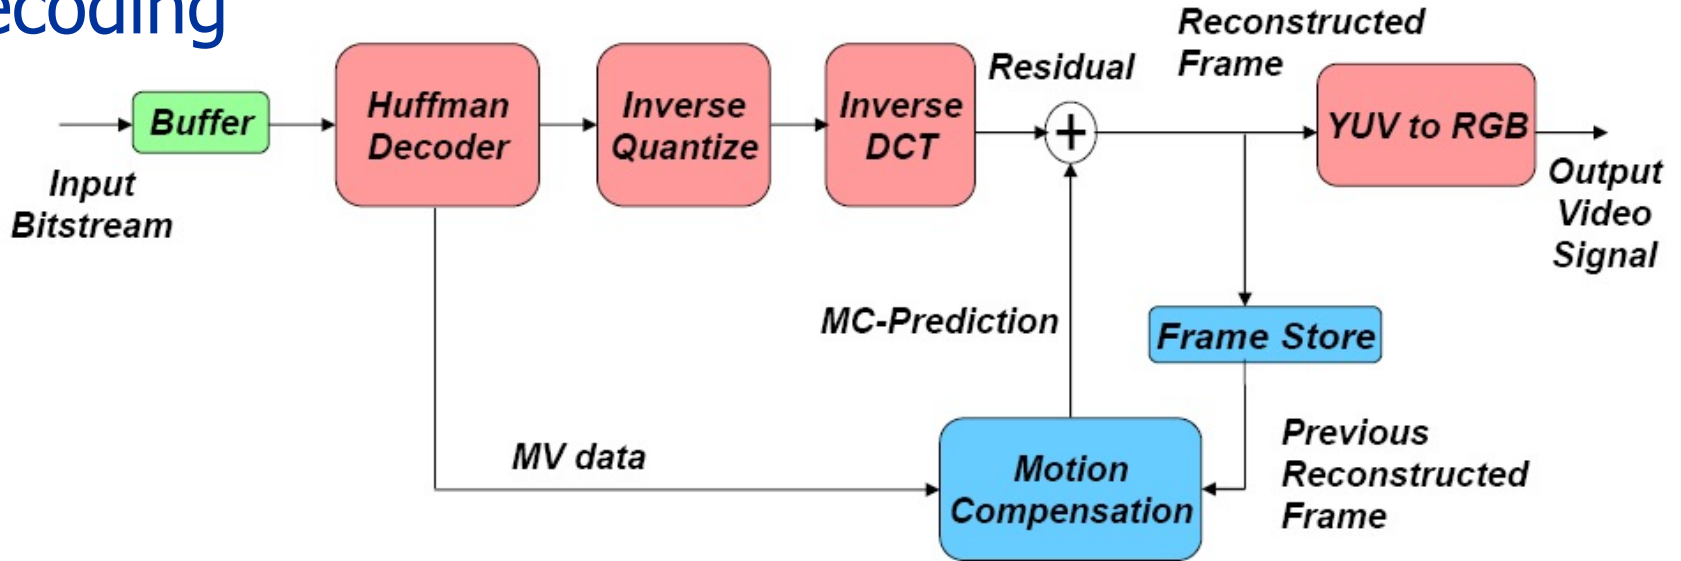 ecoding
Reconstructed
Frame
Residual
Buffer
Huffman
Decoder
Inverse
Quantize
Inverse
DCT
+
YUV to RGB
Input
Bitstream
Output
Video
Signal
MC-Prediction
Frame Store
MV data
Motion
Compensation
Previous
Reconstructed
Frame